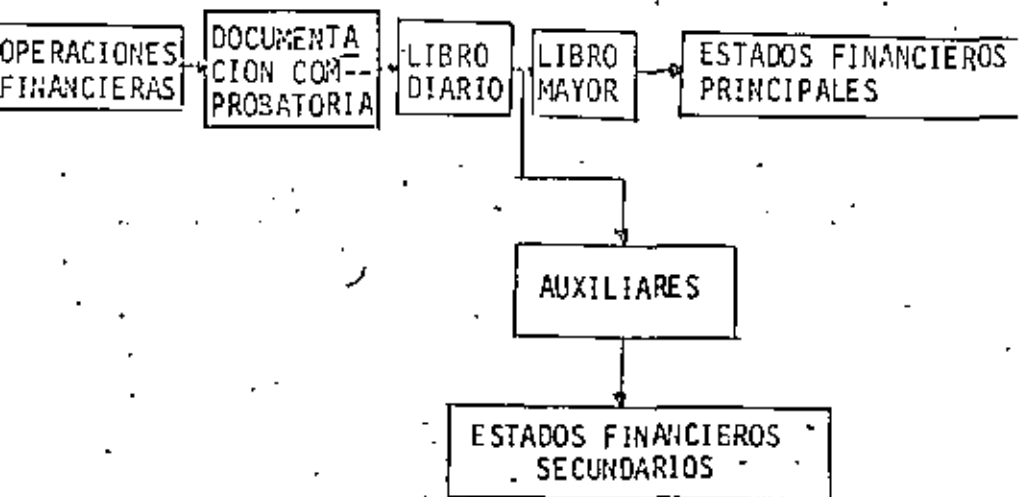 OPERACIONES
FINANCIERAS
DOCUMENTA
CION COM--
PROBATORIA
LIBRO
DIARIO
LIBRO
MAYOR
ESTADOS FINANCIEROS
PRINCIPALES
AUXILIARES
ESTADOS FINANCIEROS
SECUNDARIOS